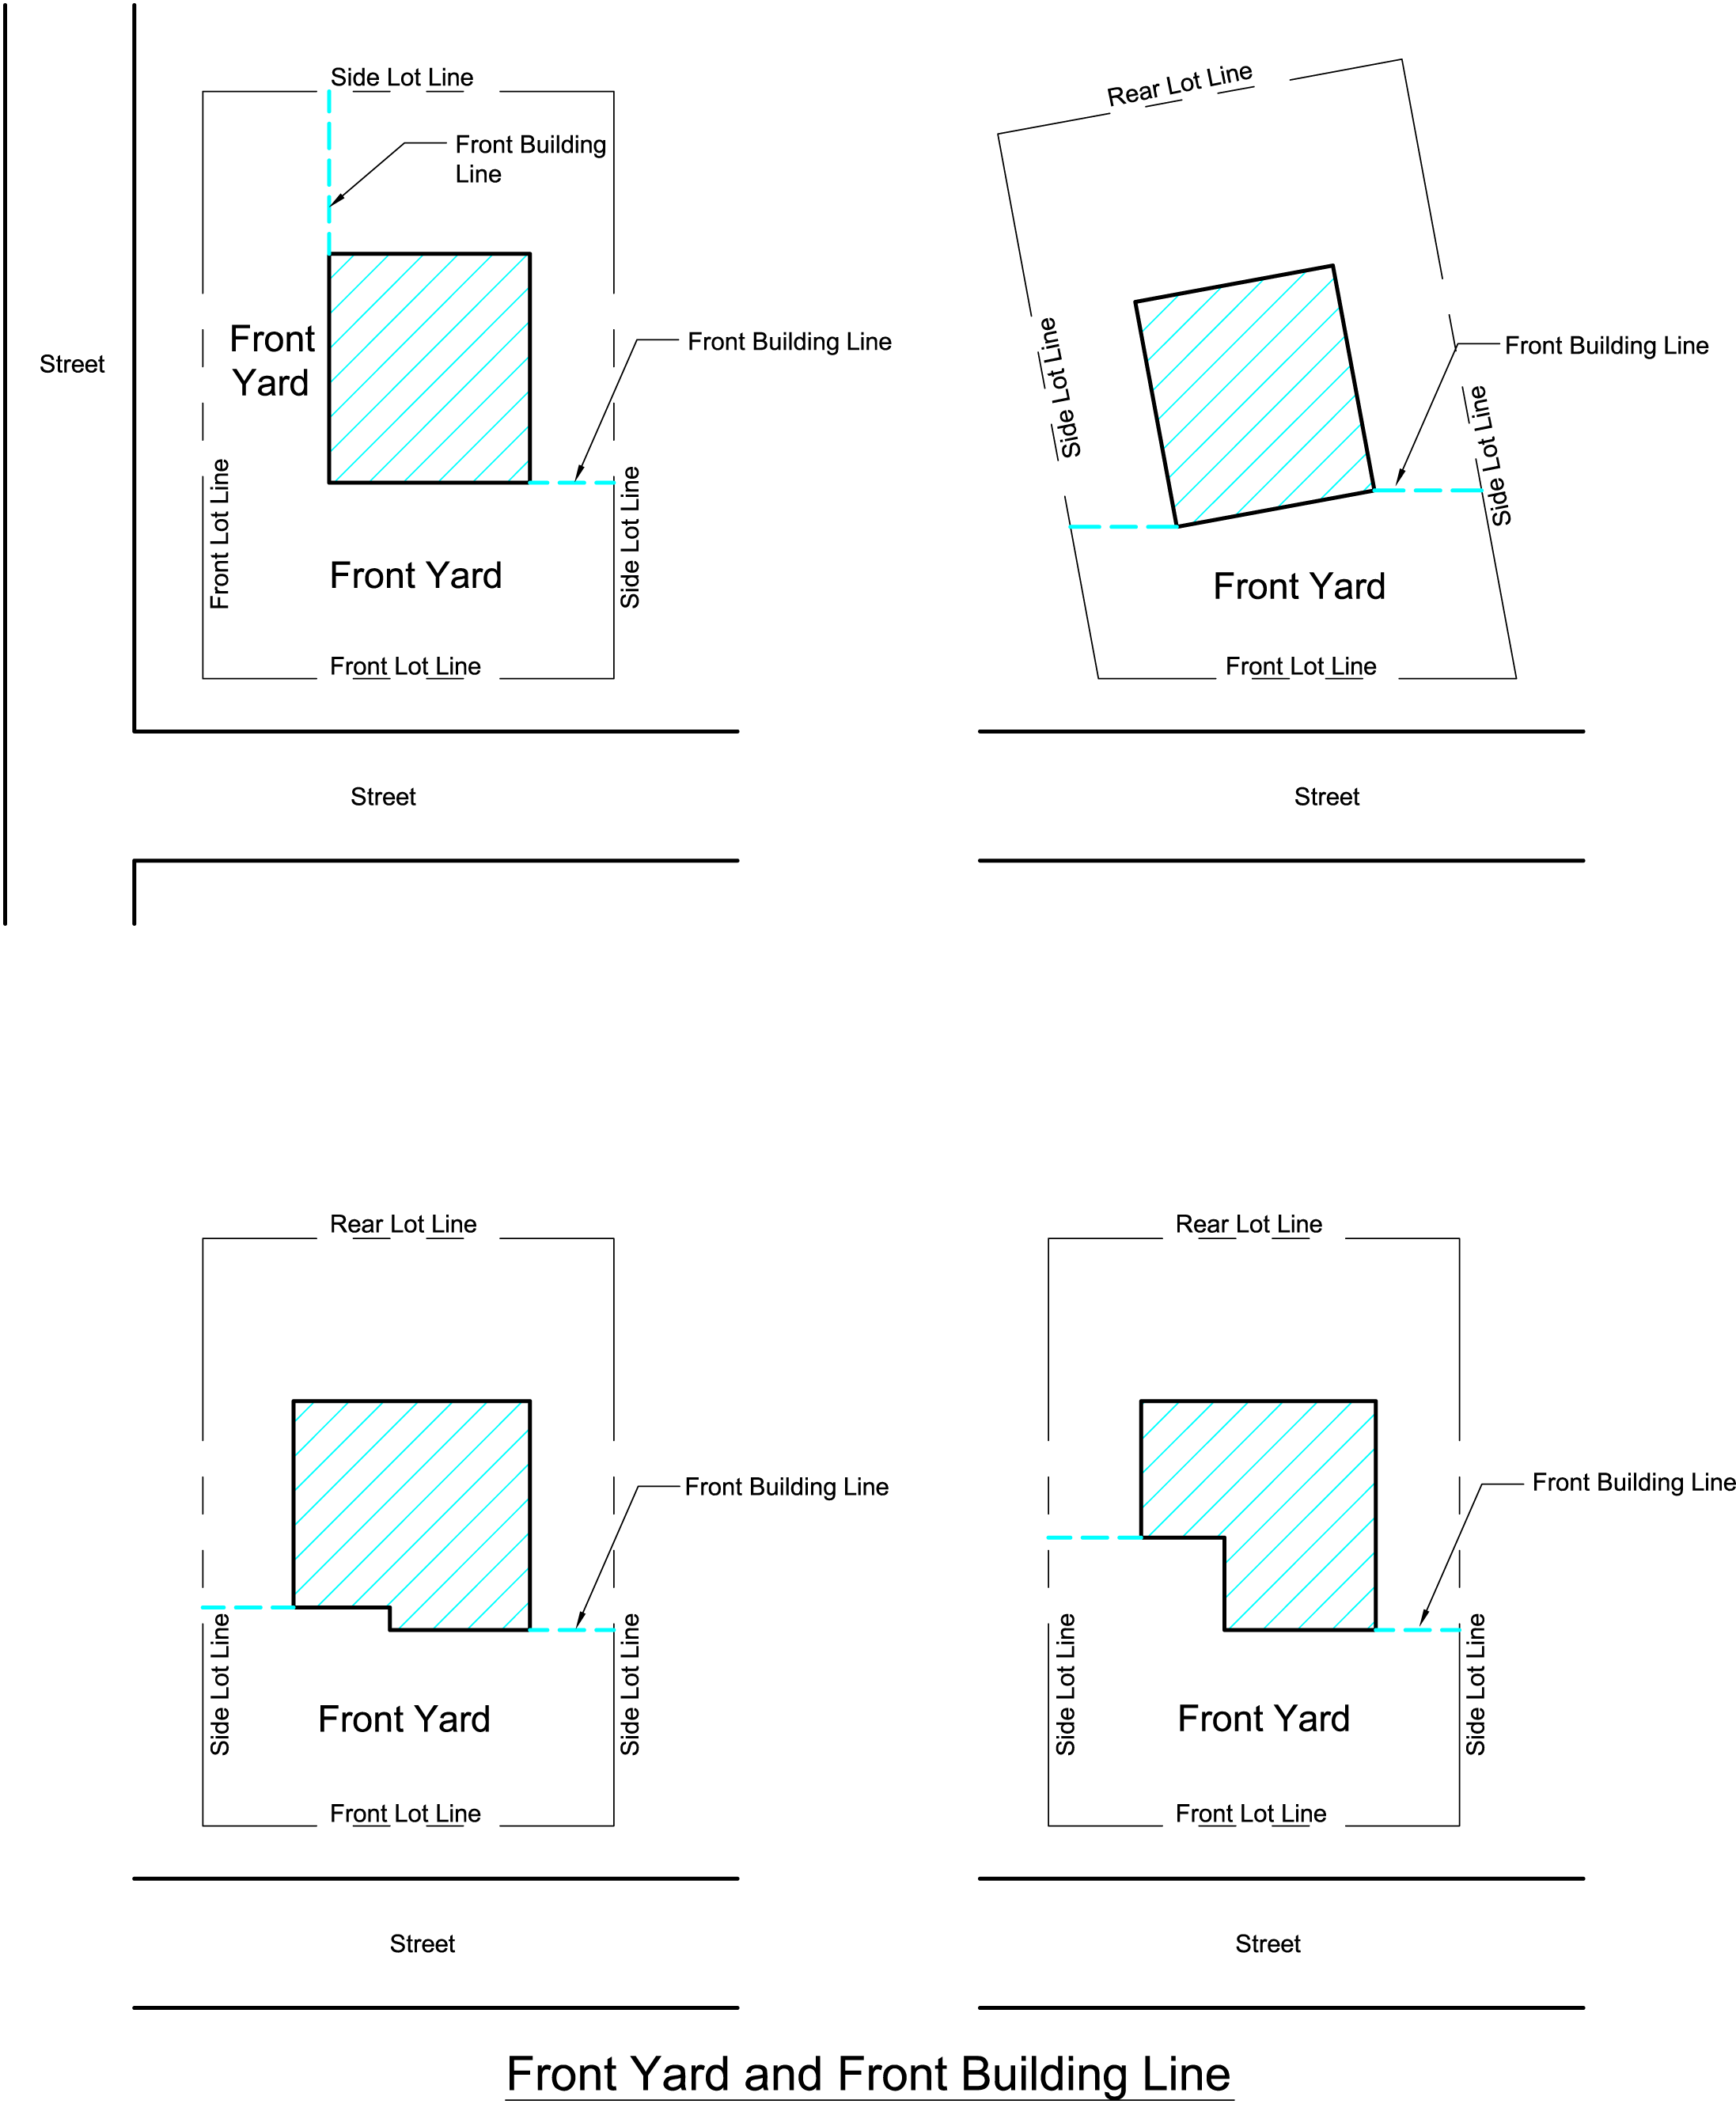 Side Lot Line
Front Building
Line
Front
Yard
Street
Front Building Line
Front Lot Line
Side Lot Line
Front Yard
Front Lot Line
Street
Rear Lot Line
Side Lot Line
Front Building Line
Side Lot Line
Front Yard
Front Lot Line
Street
Rear Lot Line
Front Building Line
Side Lot Line
Side Lot Line
Front Yard
Front Lot Line
Street
Rear Lot Line
Front Building Line
Side Lot Line
Side Lot Line
Front Yard
Front Lot Line
Street
Front Yard and Front Building Line